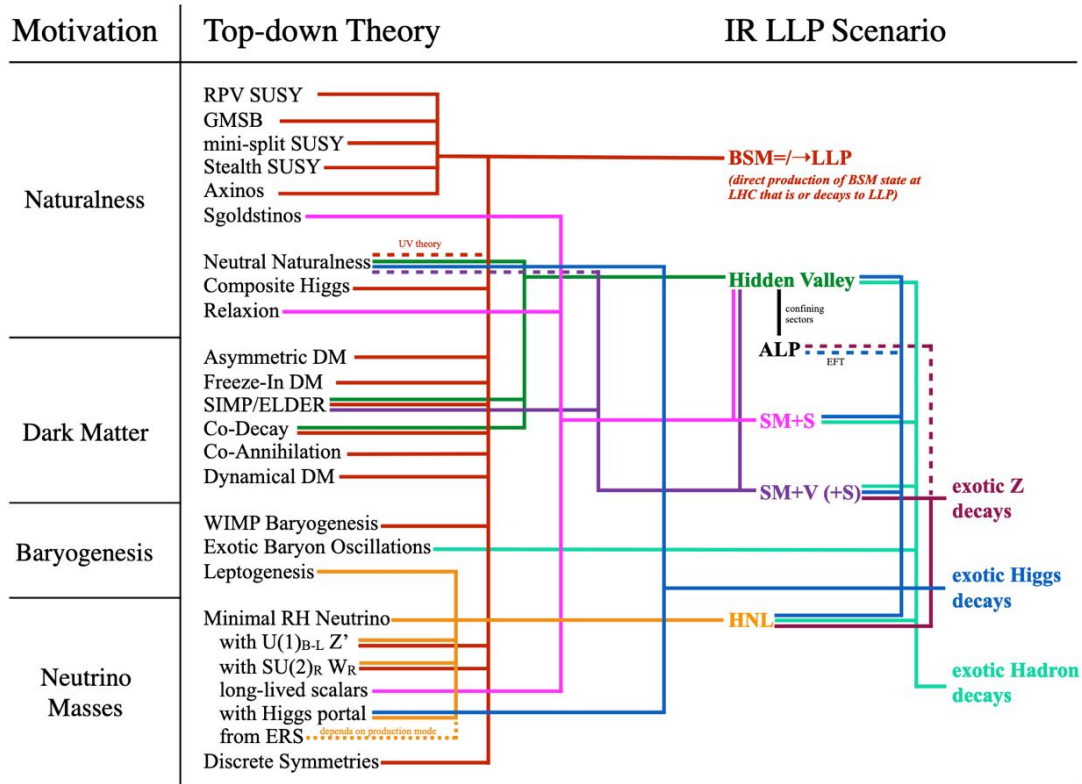 Motivation
Top-down Theory
IR LLP Scenario
Naturalness
RPV SUSY
GMSB
mini-split SUSY
Stealth SUSY
Axinos
Sgoldstinos
Neutral Naturalness
UV theory
Composite Higgs
Relaxion
Dark Matter
Asymmetric DM
Freeze-In DM
SIMP/ELDER
Co-Decay
Co-Annihilation
Dynamical DM
Baryogenesis
WIMP Baryogenesis
Exotic Baryon Oscillations
Leptogenesis
Neutrino
Masses
Minimal RH Neutrino
with U(1)B-L Z'
with SU(2)R WR
long-lived scalars
with Higgs portal
from ERS
depends on production mode
Discrete Symmetries
BSM=/→LLP
(direct production of BSM state at
LHC that is or decays to LLP)
Hidden Valley
confining
sectors
ALP
EFT
SM+S
SM+V (+S)
HNL
exotic Z
decays
exotic Higgs
decays
exotic Hadron
decays